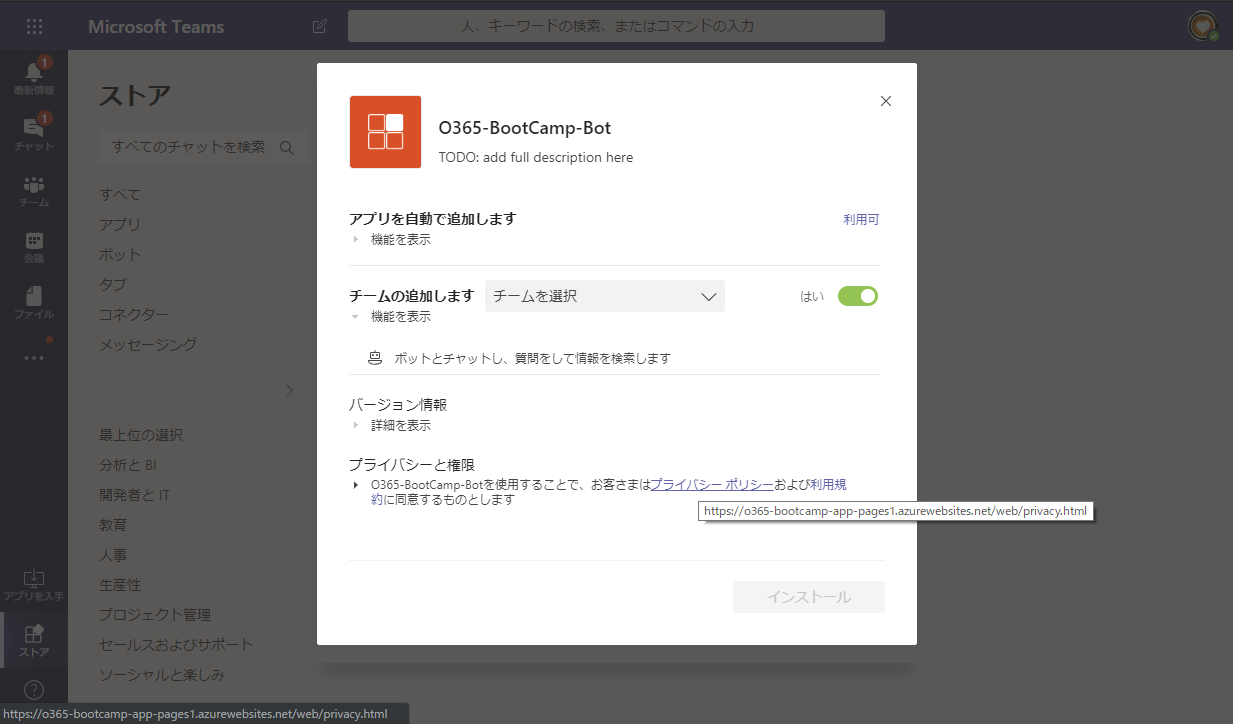 Microsoft Teams
人、キーワードの検索、またはコマンドの入力
1
最新情報
1
チャット
チーム
会議
ファイル
アプリを入手
ストア
ストア
すべてのチャットを検索
すべて
アプリ
ボット
タブ
コネクター
メッセージング
最上位の選択
分析と BI
開発者と IT
教育
人事
生産性
プロジェクト管理
セールスおよびサポート
ソーシャルと楽しみ
O365-BootCamp-Bot
TODO: add full description here
アプリを自動で追加します
利用可
機能を表示
チームの追加します
チームを選択
はい
機能を表示
ボットとチャットし、質問をして情報を検索します
バージョン情報
詳細を表示
プライバシーと権限
O365-BootCamp-Botを使用することで、お客さまはプライバシー ポリシーおよび利用規
約に同意するものとします
https://o365-bootcamp-app-pages1.azurewebsites.net/web/privacy.html
インストール
https://o365-bootcamp-app-pages1.azurewebsites.net/web/privacy.html